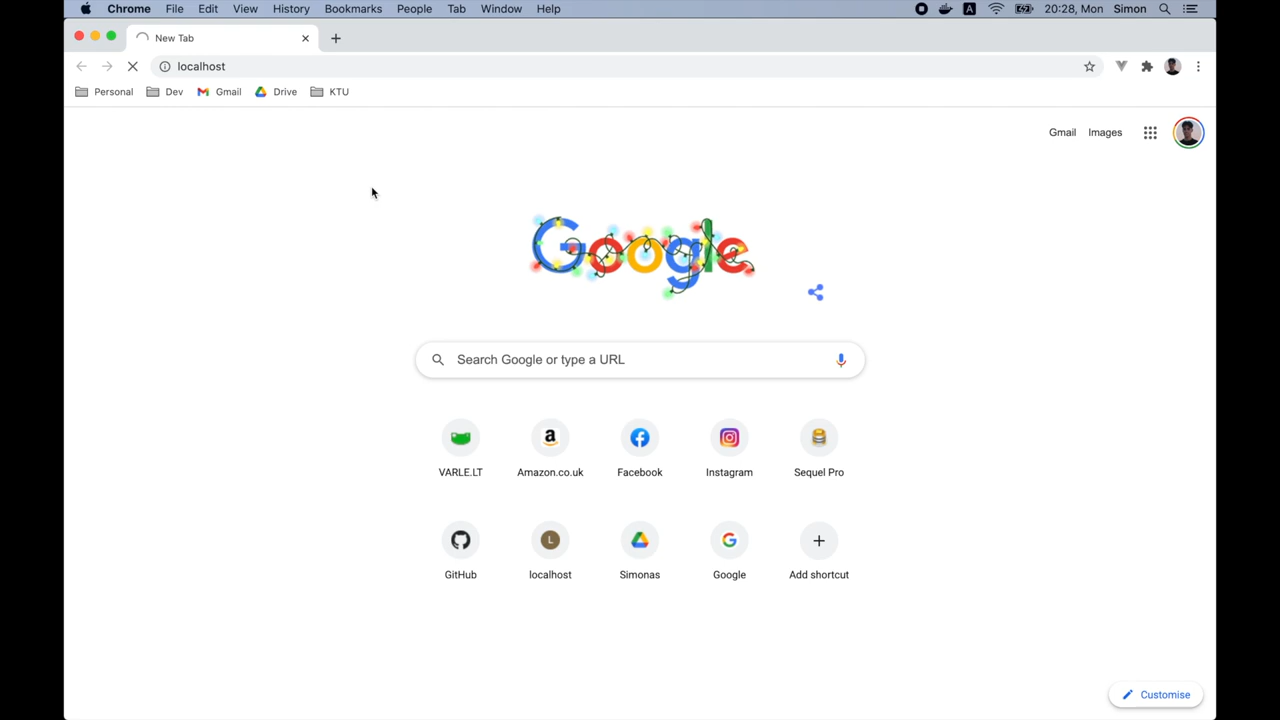 Chrome File Edit View History Bookmarks People Tab Window Help A 20:28, Mon Simon
New Tab
localhost
Personal Dev Gmail Drive KTU
Gmail Images
Google
Search Google or type a URL
a
VARLE.LT Amazon.co.uk Facebook Instagram Sequel Pro
L
GitHub localhost Simonas Google Add shortcut
Customise